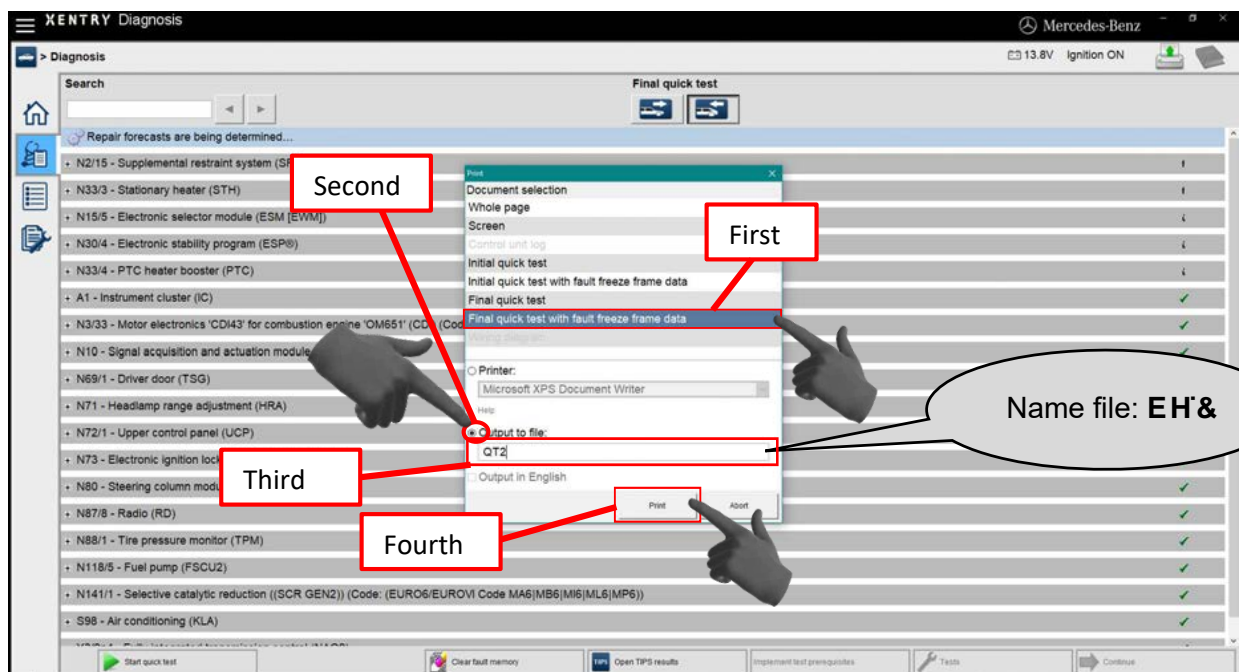 XENTRY Diagnosis
Mercedes-Benz
> Diagnosis
13.8V Ignition ON
Search
Final quick test
Repair forecasts are being determined...
+ N2/15 - Supplemental restraint system
+ N33/3 - Stationary heater (STH)
+ N15/5 - Electronic selector module (ESM [EWM])
+ N30/4 - Electronic stability program (ESP®)
+ N33/4 - PTC heater booster (PTC)
+ A1 - Instrument cluster (IC)
+ N3/33 - Motor electronics 'CDI43' for combustion engine 'OM651'
+ N10 - Signal acquisition and actuation module
+ N69/1 - Driver door (TSG)
+ N71 - Headlamp range adjustment (HRA)
+ N72/1 - Upper control panel (UCP)
+ N73 - Electronic ignition
+ N80 - Steering column
+ N87/8 - Radio (RD)
+ N88/1 - Tire pressure monitor (TPM)
+ N118/5 - Fuel pump (FSCU2)
+ N141/1 - Selective catalytic reduction ((SCR GEN2)) (Code: (EURO6/EUROVI Code MA6|MB6|MI6|ML6|MP6))
+ S98 - Air conditioning (KLA)
Print
Document selection
Whole page
Screen
Control unit log
Initial quick test
Initial quick test with fault freeze frame data
Final quick test
Final quick test with fault freeze frame data
Wiring diagram
Printer:
Microsoft XPS Document Writer
Help
Output to file:
QT2
Output in English
Print
Abort
First
Second
Third
Fourth
Name file: EH˙&
Start quick test
Clear fault memory
TIPS
Open TIPS results
Implement test prerequisites
Tests
Continue